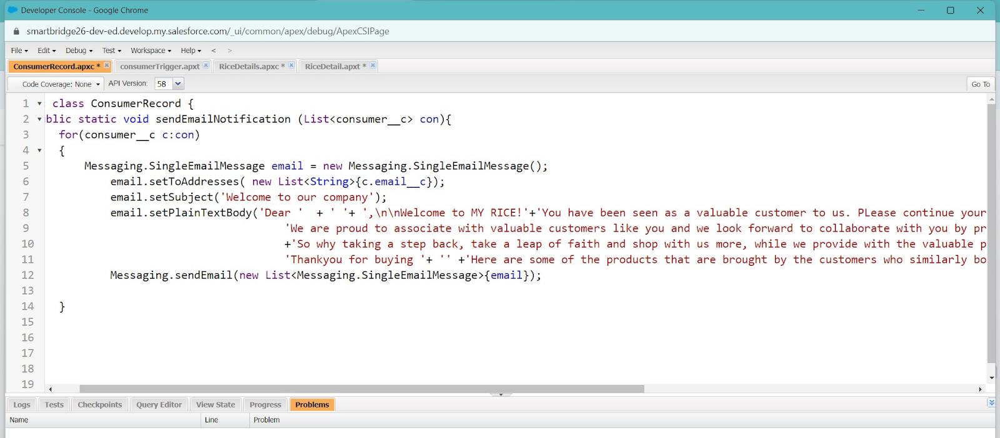 Developer Console - Google Chrome
smartbridge26-dev-ed.develop.my.salesforce.com/_ui/common/apex/debug/ApexCSIPage
File Edit Debug Test Workspace Help < >
ConsumerRecord.apxc * consumerTrigger.apxt RiceDetails.apxc * RiceDetail.apxt *
Code Coverage: None API Version: 58 Go To
1 class ConsumerRecord {
2 blic static void sendEmailNotification (List<consumer__c> con){
3 for(consumer__c c:con)
4 {
5 Messaging.SingleEmailMessage email = new Messaging.SingleEmailMessage();
6 email.setToAddresses( new List<String>{c.email__c});
7 email.setSubject('Welcome to our company');
8 email.setPlainTextBody('Dear ' + ' '+ ',\n\nWelcome to MY RICE!'+'You have been seen as a valuable customer to us. PLease continue your
9 'We are proud to associate with valuable customers like you and we look forward to collaborate with you by pr
10 +'So why taking a step back, take a leap of faith and shop with us more, while we provide with the valuable p
11 'Thankyou for buying '+ '' +'Here are some of the products that are brought by the customers who similarly bo
12 Messaging.sendEmail(new List<Messaging.SingleEmailMessage>{email});
13
14 }
15
16
17
18
19
Logs Tests Checkpoints Query Editor View State Progress Problems
Name Line Problem